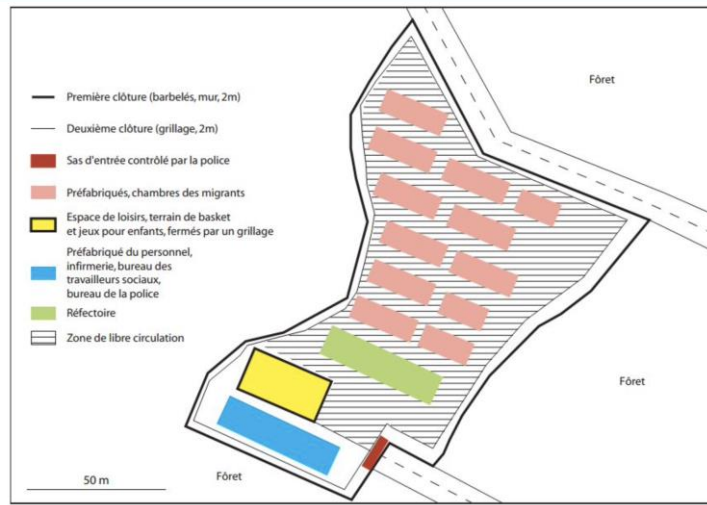 Fôret
Première clôture (barbelés, mur, 2m)
Deuxième clôture (grillage, 2m)
Sas d'entrée contrôlé par la police
Préfabriqués, chambres des migrants
Espace de loisirs, terrain de basket
et jeux pour enfants, fermés par un grillage
Préfabriqué du personnel,
infirmerie, bureau des
travailleurs sociaux,
bureau de la police
Réfectoire
Zone de libre circulation
Fôret
Fôret
50 m